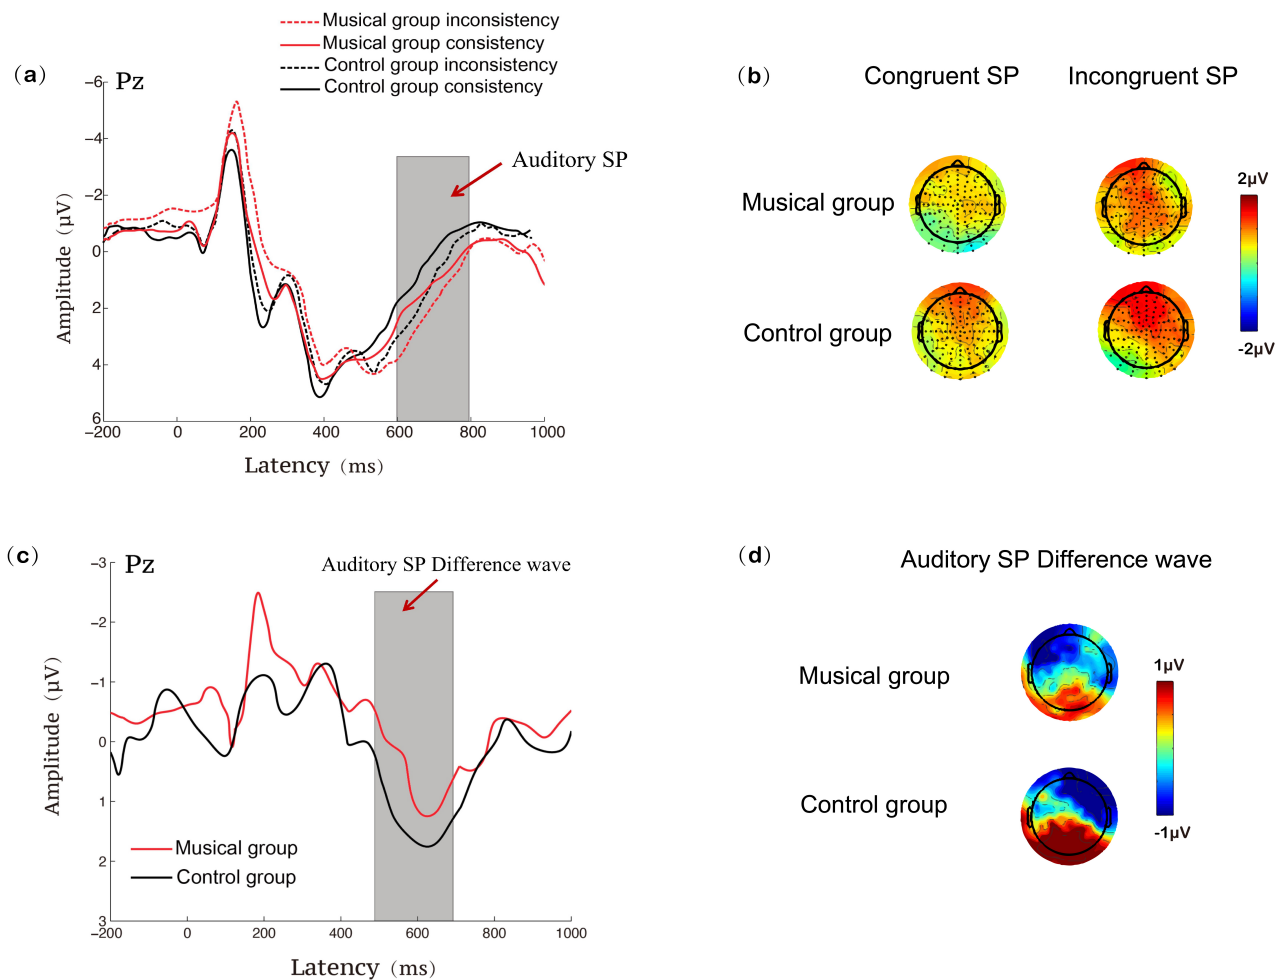 Musical group inconsistency
Musical group consistency
Control group inconsistency
Control group consistency
(a)
Pz
Auditory SP
Amplitude (μV)
−6
−4
−2
0
2
4
6
−200
0
200
400
600
800
1000
Latency (ms)
(b)
Congruent SP
Incongruent SP
Musical group
Control group
2μV
-2μV
(c)
Pz
Auditory SP Difference wave
Amplitude (μV)
−3
−2
−1
0
1
2
3
Musical group
Control group
−200
0
200
400
600
800
1000
Latency (ms)
(d)
Auditory SP Difference wave
Musical group
Control group
1μV
-1μV